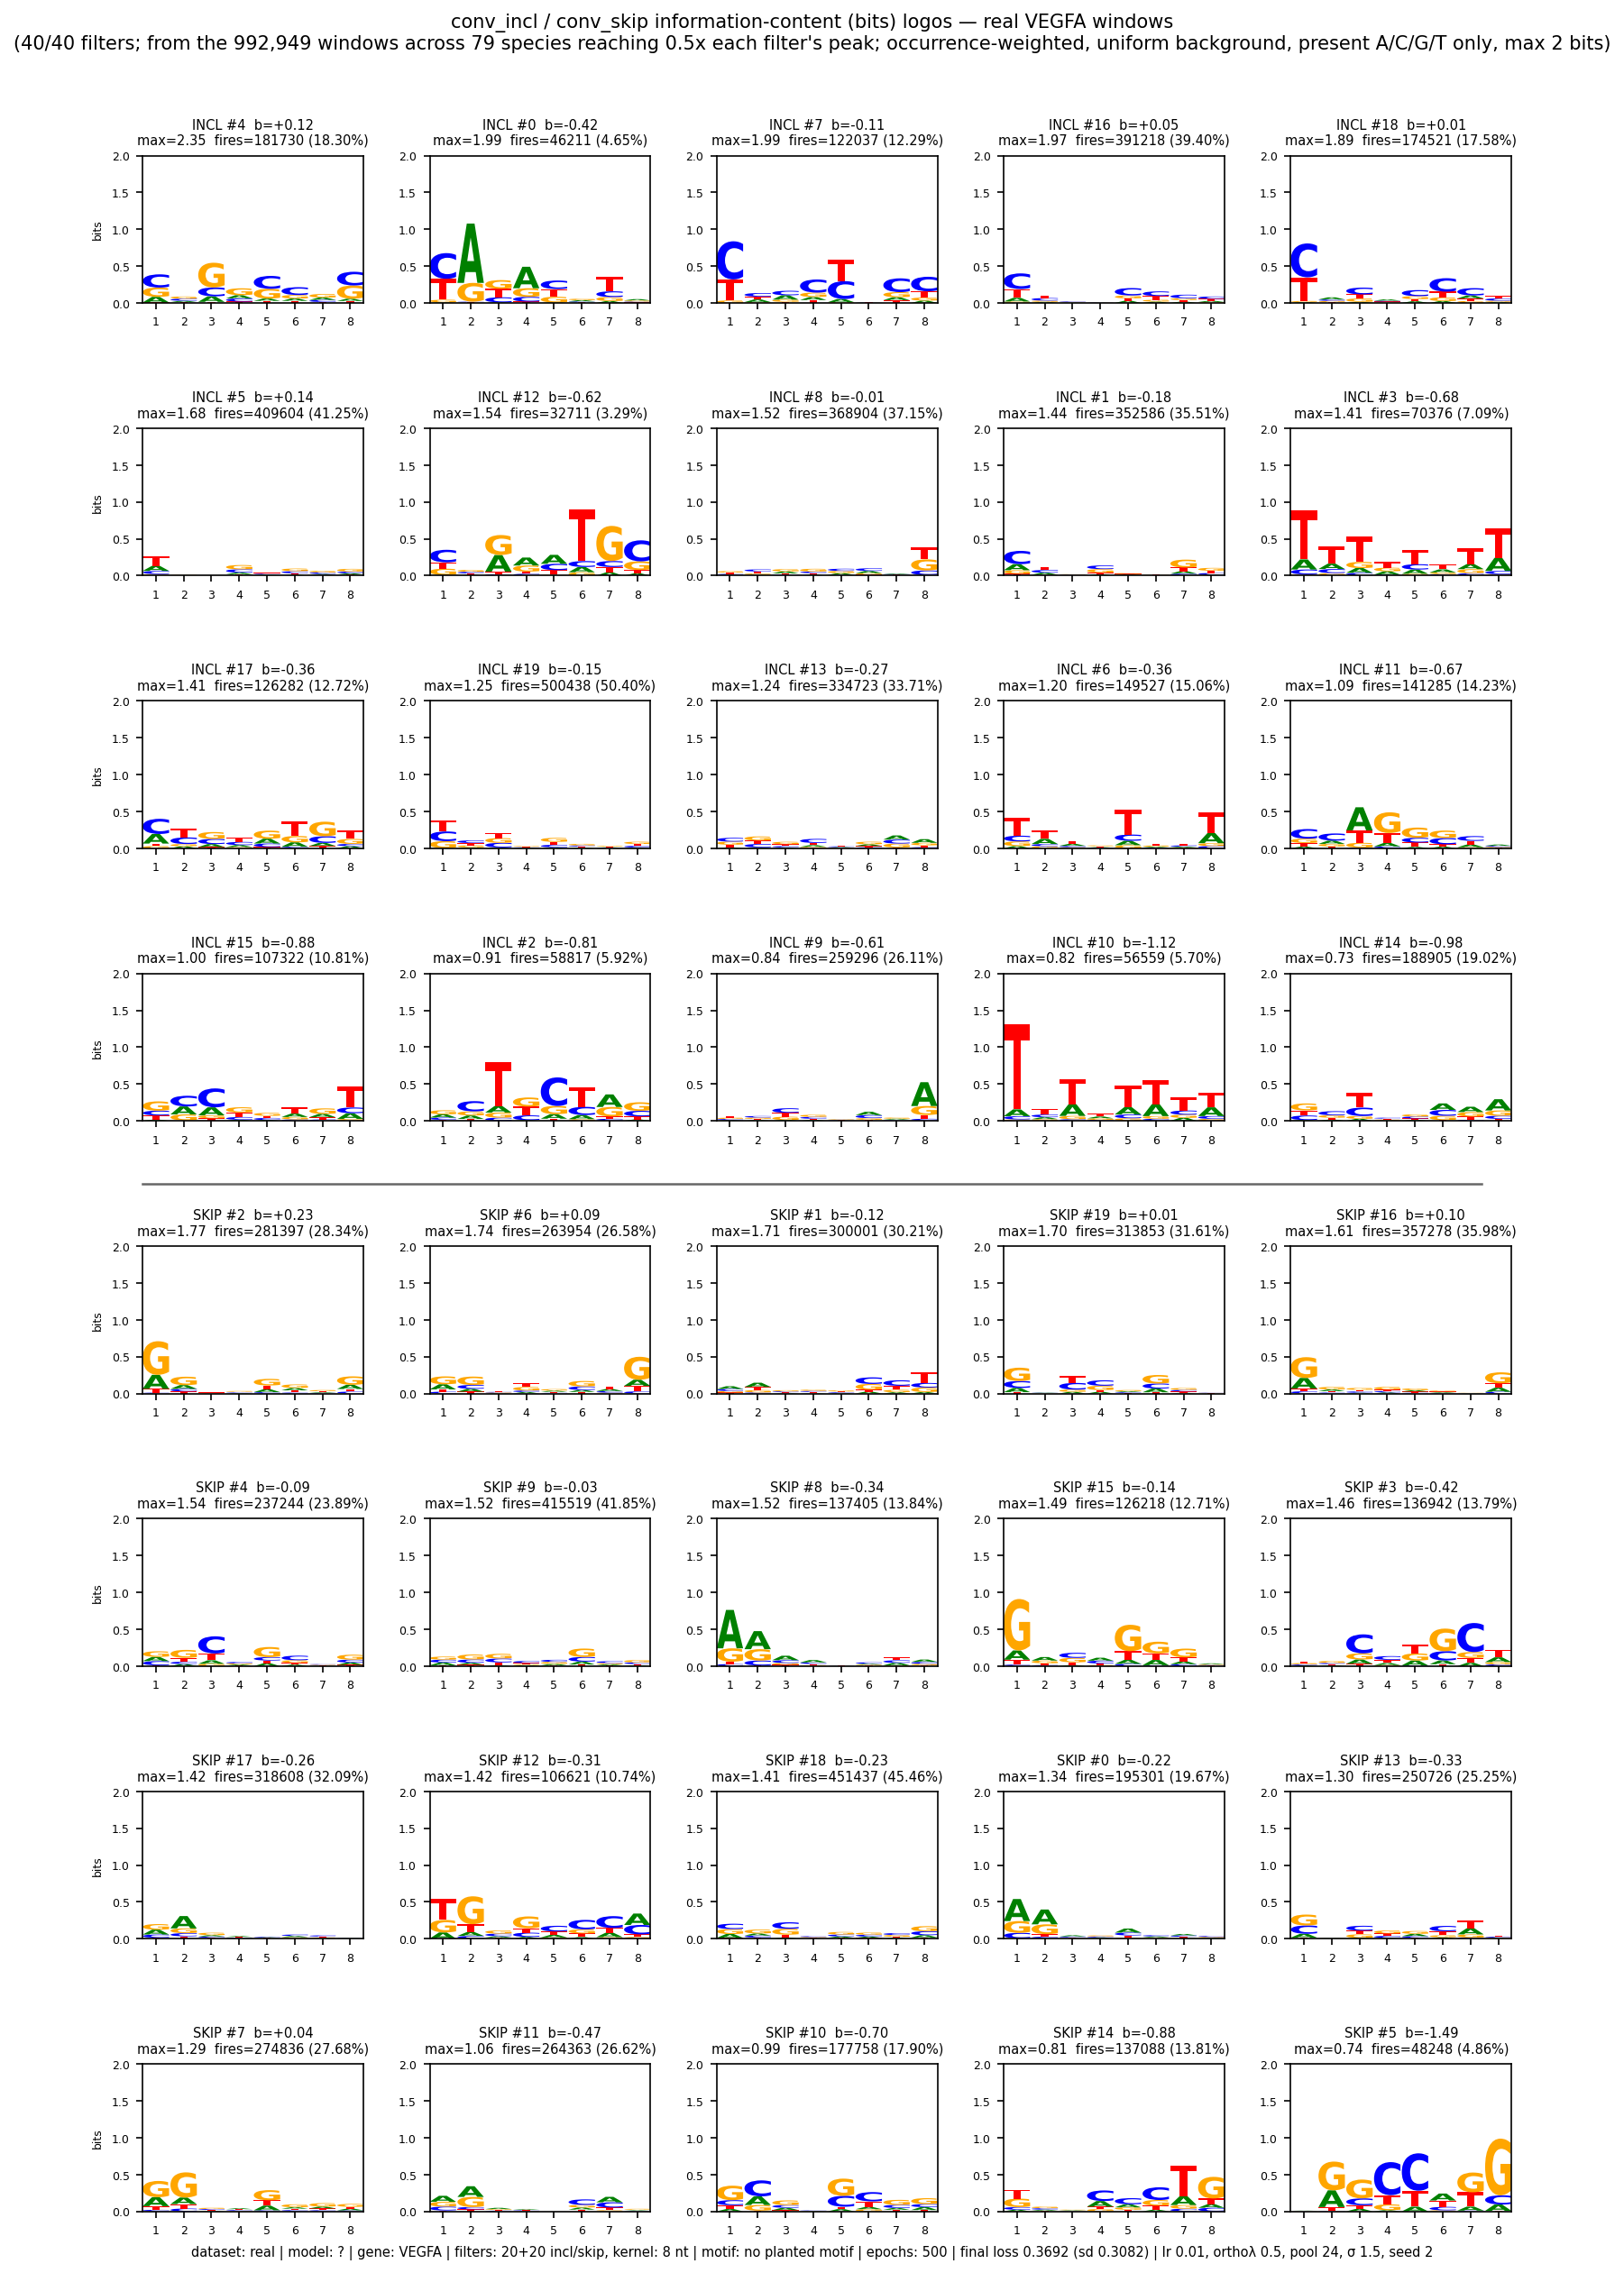 conv_incl / conv_skip information-content (bits) logos — real VEGFA windows
(40/40 filters; from the 992,949 windows across 79 species reaching 0.5x each filter's peak; occurrence-weighted, uniform background, present A/C/G/T only, max 2 bits)
INCL #4 b=+0.12
max=2.35 fires=181730 (18.30%)
INCL #0 b=-0.42
max=1.99 fires=46211 (4.65%)
INCL #7 b=-0.11
max=1.99 fires=122037 (12.29%)
INCL #16 b=+0.05
max=1.97 fires=391218 (39.40%)
INCL #18 b=+0.01
max=1.89 fires=174521 (17.58%)
INCL #5 b=+0.14
max=1.68 fires=409604 (41.25%)
INCL #12 b=-0.62
max=1.54 fires=32711 (3.29%)
INCL #8 b=-0.01
max=1.52 fires=368904 (37.15%)
INCL #1 b=-0.18
max=1.44 fires=352586 (35.51%)
INCL #3 b=-0.68
max=1.41 fires=70376 (7.09%)
INCL #17 b=-0.36
max=1.41 fires=126282 (12.72%)
INCL #19 b=-0.15
max=1.25 fires=500438 (50.40%)
INCL #13 b=-0.27
max=1.24 fires=334723 (33.71%)
INCL #6 b=-0.36
max=1.20 fires=149527 (15.06%)
INCL #11 b=-0.67
max=1.09 fires=141285 (14.23%)
INCL #15 b=-0.88
max=1.00 fires=107322 (10.81%)
INCL #2 b=-0.81
max=0.91 fires=58817 (5.92%)
INCL #9 b=-0.61
max=0.84 fires=259296 (26.11%)
INCL #10 b=-1.12
max=0.82 fires=56559 (5.70%)
INCL #14 b=-0.98
max=0.73 fires=188905 (19.02%)
SKIP #2 b=+0.23
max=1.77 fires=281397 (28.34%)
SKIP #6 b=+0.09
max=1.74 fires=263954 (26.58%)
SKIP #1 b=-0.12
max=1.71 fires=300001 (30.21%)
SKIP #19 b=+0.01
max=1.70 fires=313853 (31.61%)
SKIP #16 b=+0.10
max=1.61 fires=357278 (35.98%)
SKIP #4 b=-0.09
max=1.54 fires=237244 (23.89%)
SKIP #9 b=-0.03
max=1.52 fires=415519 (41.85%)
SKIP #8 b=-0.34
max=1.52 fires=137405 (13.84%)
SKIP #15 b=-0.14
max=1.49 fires=126218 (12.71%)
SKIP #3 b=-0.42
max=1.46 fires=136942 (13.79%)
SKIP #17 b=-0.26
max=1.42 fires=318608 (32.09%)
SKIP #12 b=-0.31
max=1.42 fires=106621 (10.74%)
SKIP #18 b=-0.23
max=1.41 fires=451437 (45.46%)
SKIP #0 b=-0.22
max=1.34 fires=195301 (19.67%)
SKIP #13 b=-0.33
max=1.30 fires=250726 (25.25%)
SKIP #7 b=+0.04
max=1.29 fires=274836 (27.68%)
SKIP #11 b=-0.47
max=1.06 fires=264363 (26.62%)
SKIP #10 b=-0.70
max=0.99 fires=177758 (17.90%)
SKIP #14 b=-0.88
max=0.81 fires=137088 (13.81%)
SKIP #5 b=-1.49
max=0.74 fires=48248 (4.86%)
dataset: real | model: ? | gene: VEGFA | filters: 20+20 incl/skip, kernel: 8 nt | motif: no planted motif | epochs: 500 | final loss 0.3692 (sd 0.3082) | lr 0.01, orthoλ 0.5, pool 24, σ 1.5, seed 2